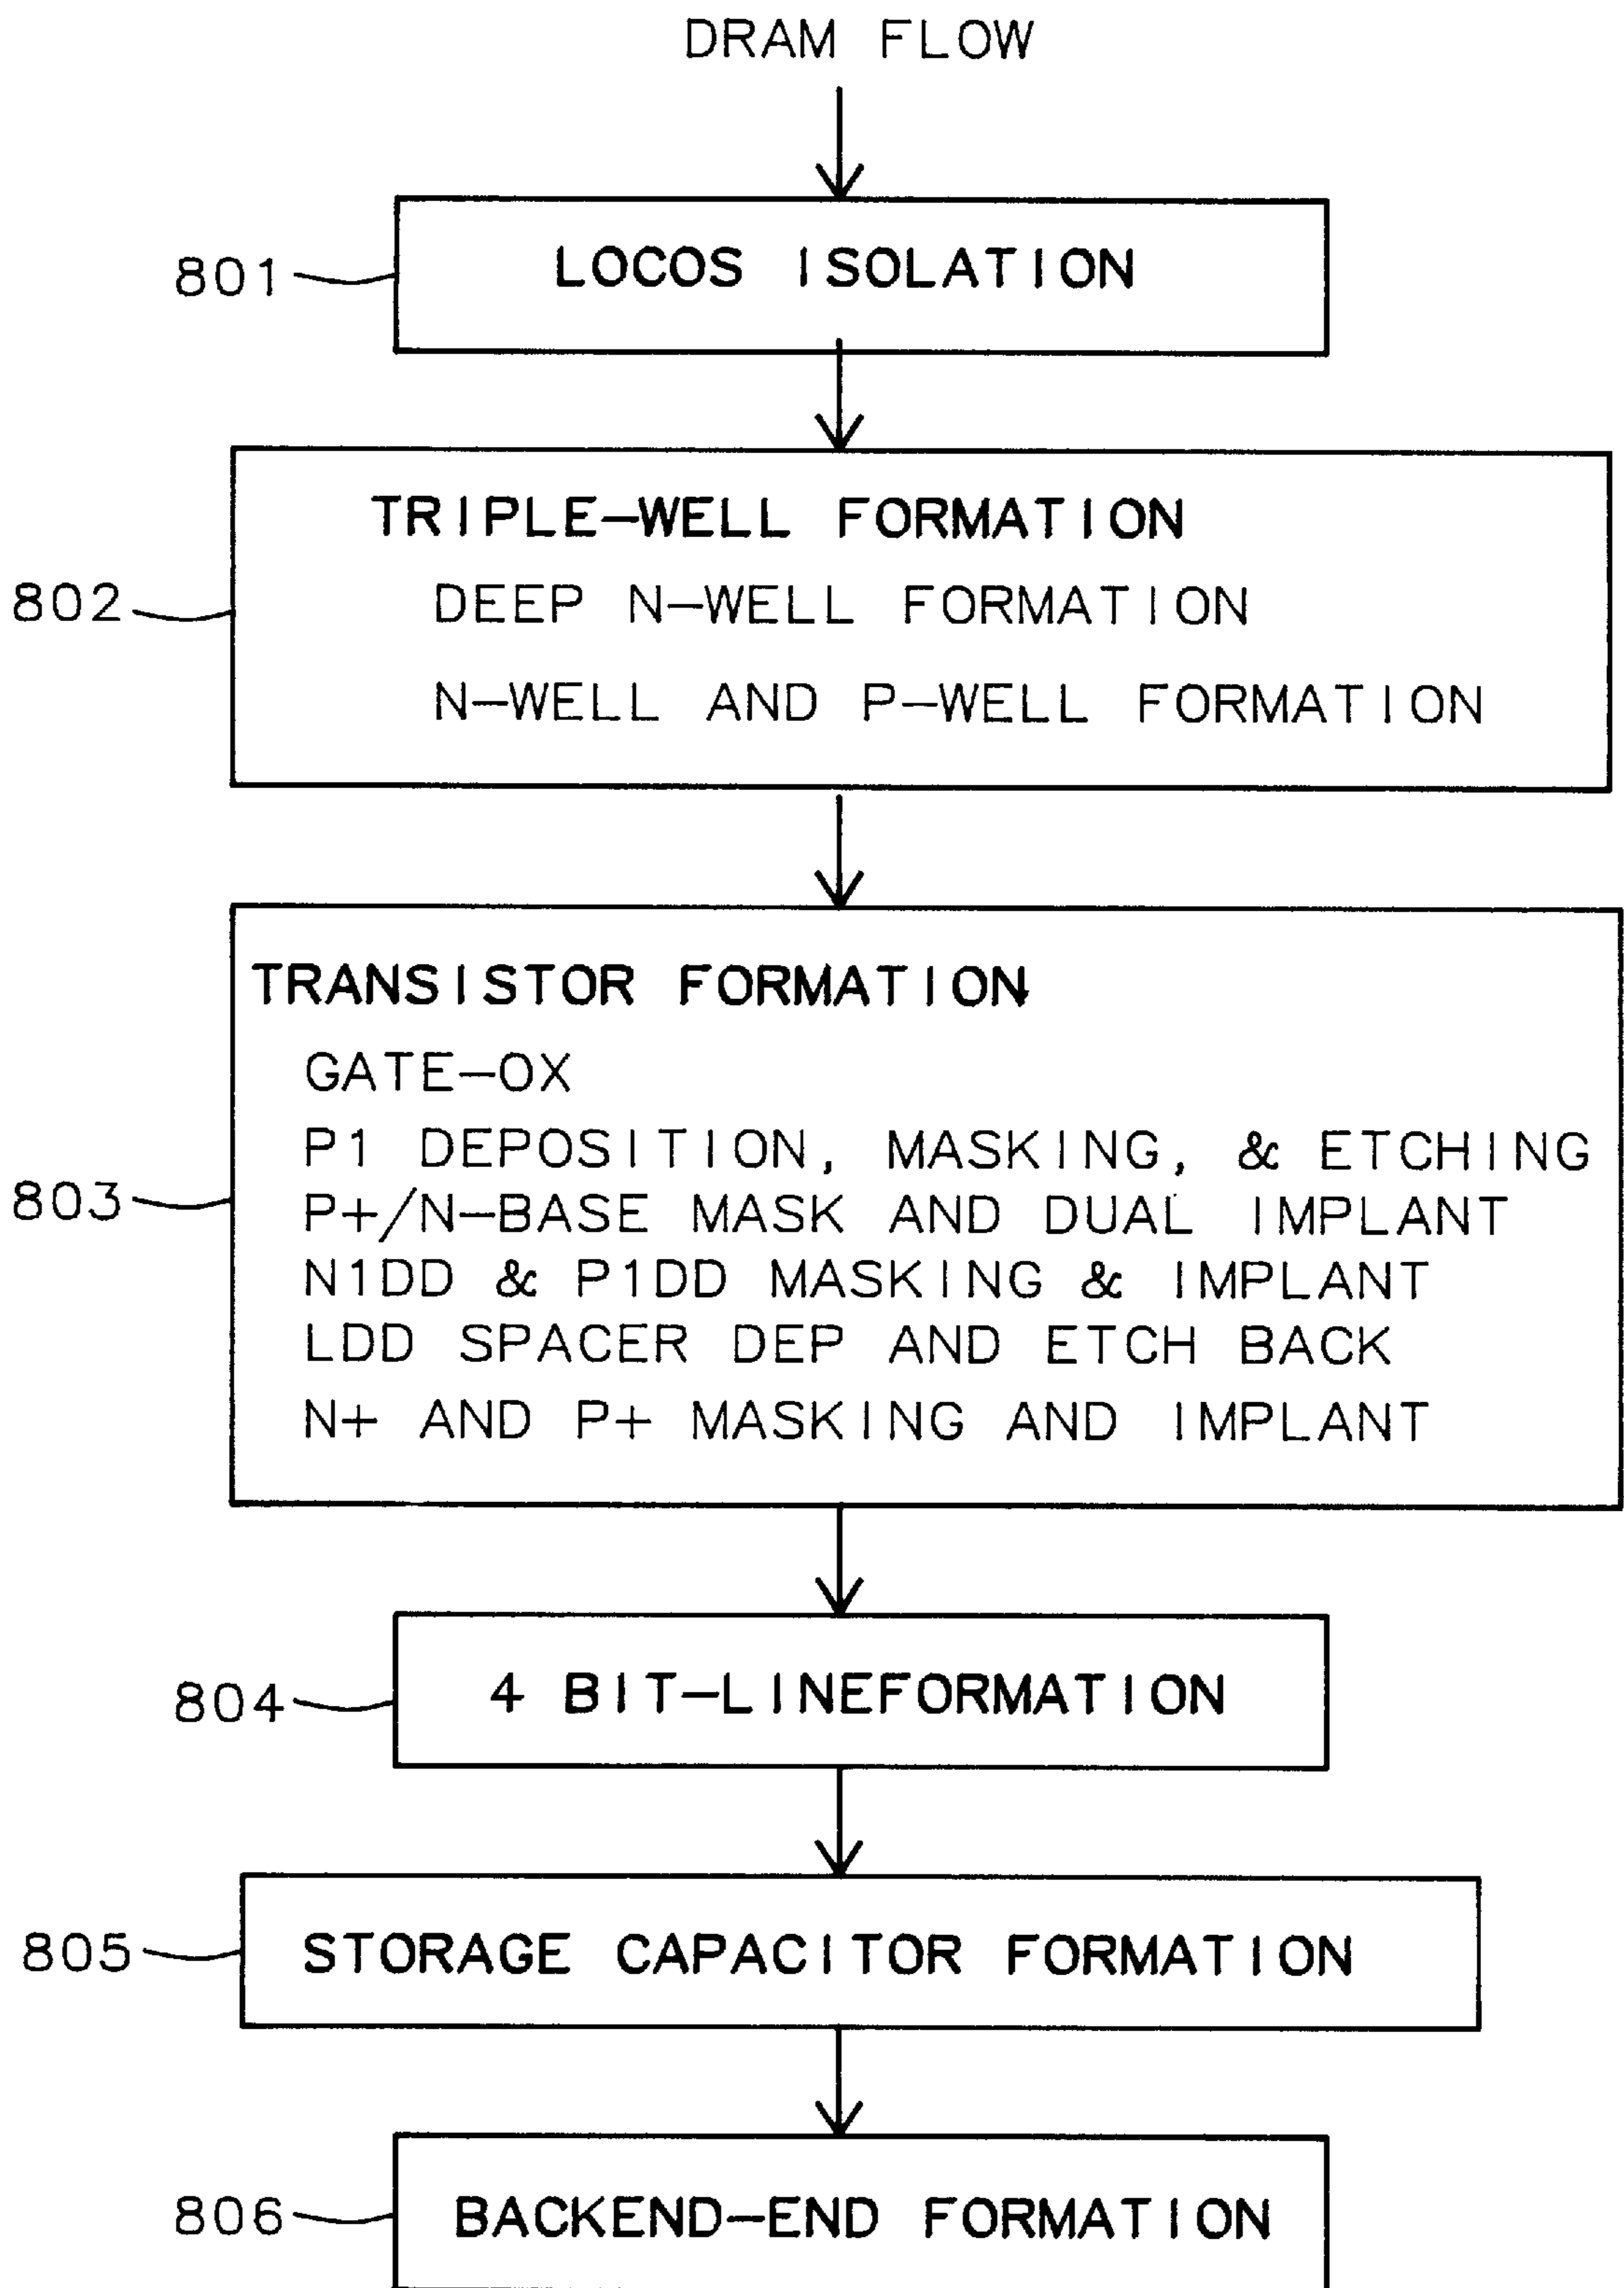 DRAM FLOW
801
LOCOS ISOLATION
802
TRIPLE-WELL FORMATION
DEEP N-WELL FORMATION
N-WELL AND P-WELL FORMATION
803
TRANSISTOR FORMATION
GATE-OX
P1 DEPOSITION, MASKING, & ETCHING
P+/N-BASE MASK AND DUAL IMPLANT
N1DD & P1DD MASKING & IMPLANT
LDD SPACER DEP AND ETCH BACK
N+ AND P+ MASKING AND IMPLANT
804
4 BIT-LINEFORMATION
805
STORAGE CAPACITOR FORMATION
806
BACKEND-END FORMATION